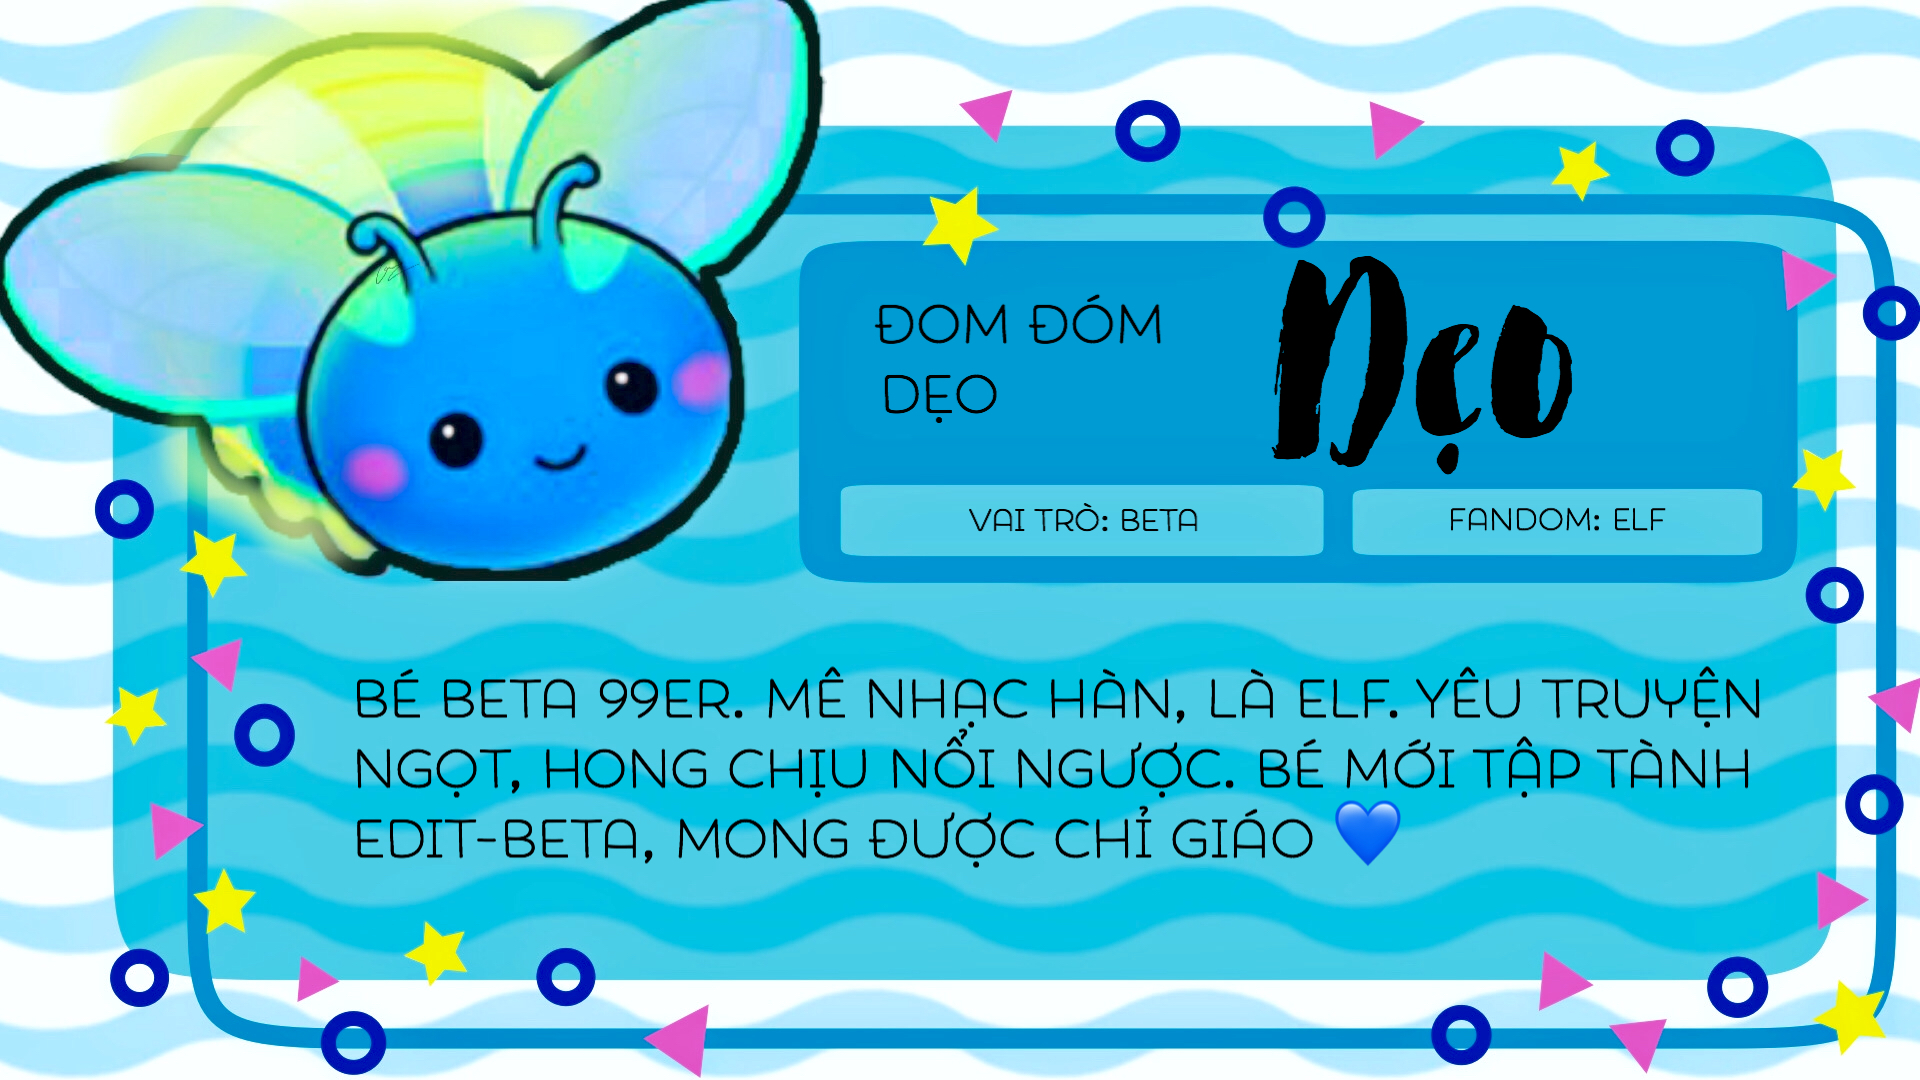 ĐOM ĐÓM
DẸO
Dẹo
VAI TRÒ: BETA
FANDOM: ELF
BÉ BETA 99ER. MÊ NHẠC HÀN, LÀ ELF. YÊU TRUYỆN
NGỌT, HONG CHỊU NỔI NGƯỢC. BÉ MỚI TẬP TÀNH
EDIT-BETA, MONG ĐƯỢC CHỈ GIÁO 💙